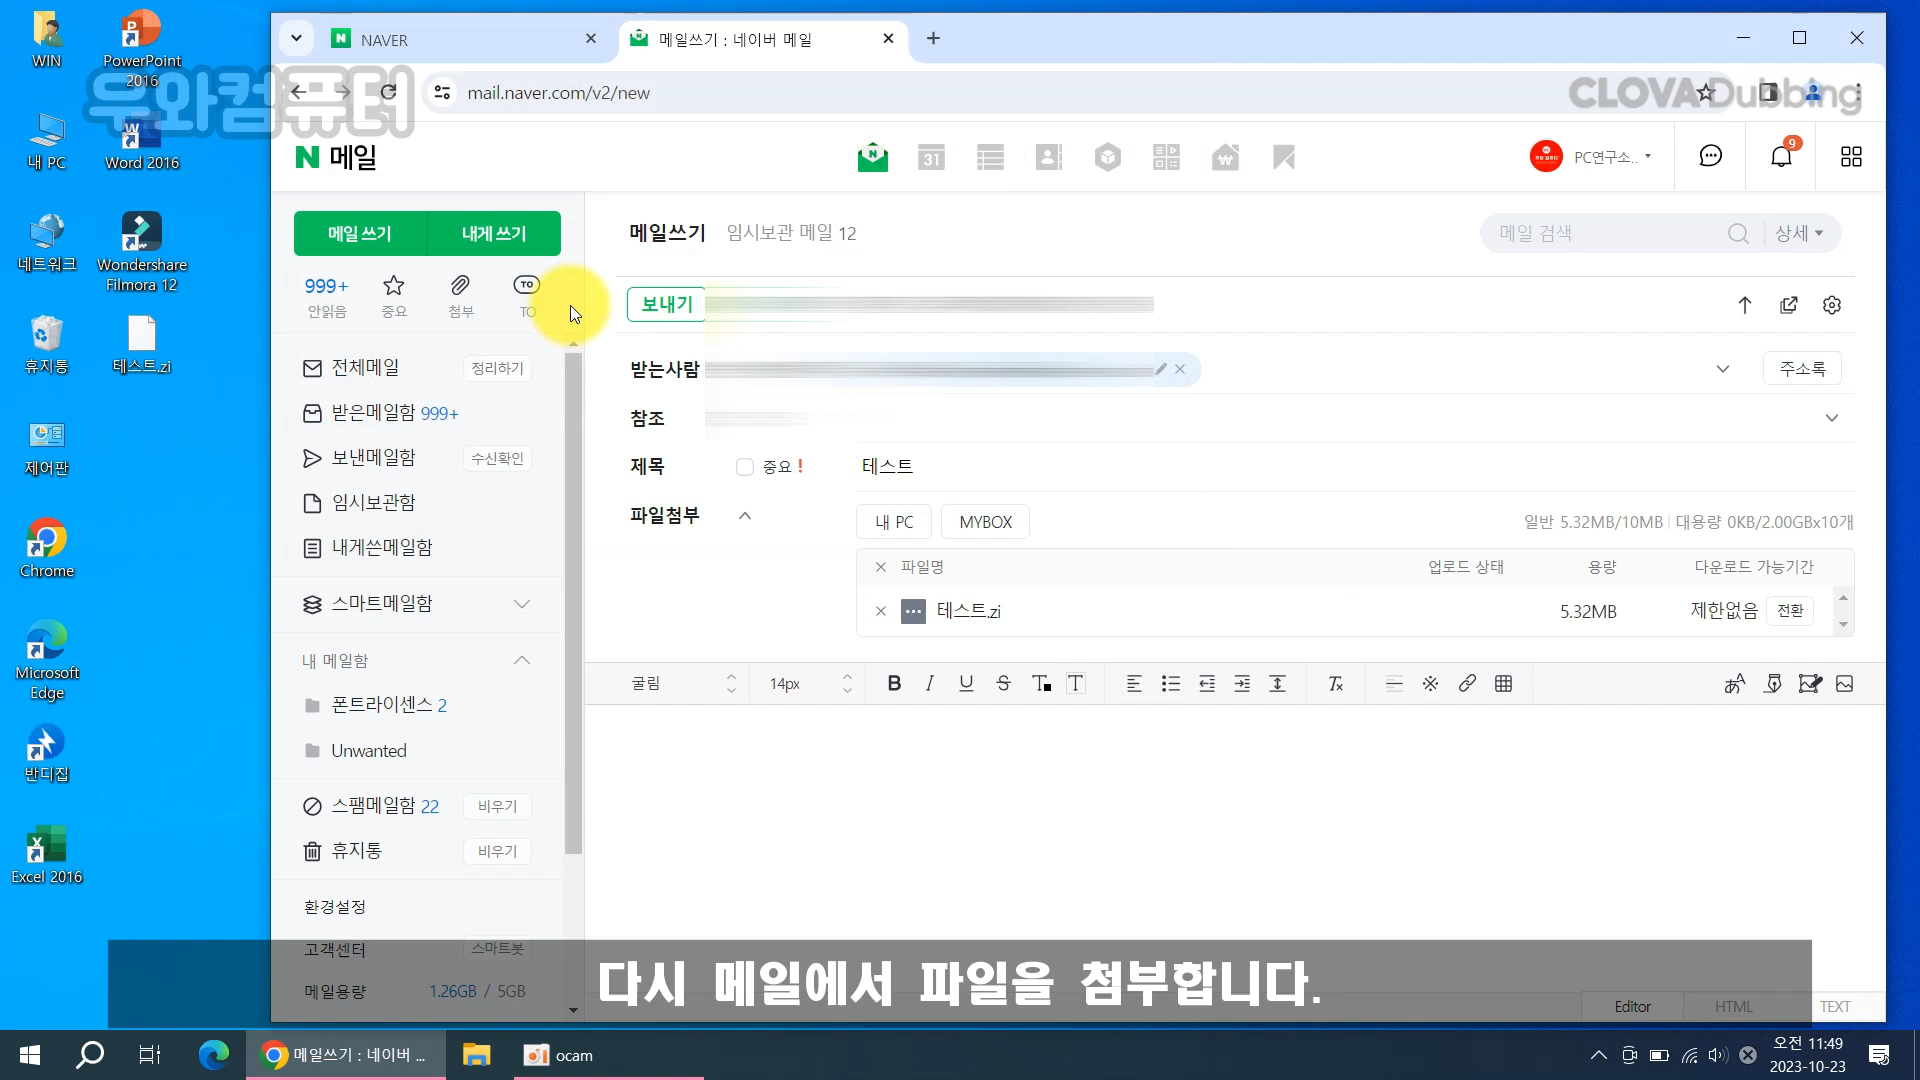 WIN
PowerPoint
2016
두와컴퓨터
내 PC
Word 2016
네트워크
Wondershare
Filmora 12
휴지통
테스트.zi
제어판
Chrome
Microsoft
Edge
반디집
Excel 2016
NAVER
메일쓰기 : 네이버 메일
mail.naver.com/v2/new
CLOVA Dubbing
N 메일
31
PC연구소..
9
메일 쓰기
내게 쓰기
999+
안읽음
중요
첨부
TO
TO
전체메일
정리하기
받은메일함 999+
보낸메일함
수신확인
임시보관함
내게쓴메일함
스마트메일함
내 메일함
폰트라이센스 2
Unwanted
스팸메일함 22
비우기
휴지통
비우기
환경설정
고객센터
스마트봇
메일용량
1.26GB / 5GB
메일쓰기
임시보관 메일 12
메일 검색
상세
보내기
받는사람
주소록
참조
제목
중요 !
테스트
파일첨부
내 PC
MYBOX
일반 5.32MB/10MB | 대용량 0KB/2.00GBx10개
파일명
업로드 상태
용량
다운로드 가능기간
테스트.zi
5.32MB
제한없음
전환
굴림
14px
다시 메일에서 파일을 첨부합니다.
Editor
HTML
TEXT
메일쓰기 : 네이버 ...
ocam
오전 11:49
2023-10-23